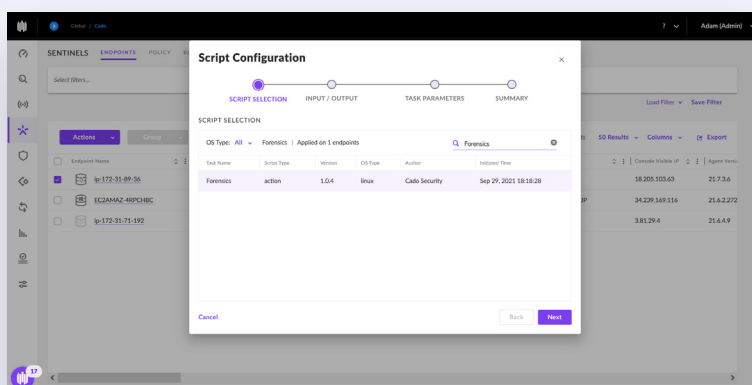 Global / Cado
? Adam (Admin)
SENTINELS ENDPOINTS POLICY
Select filters...
Load Filter Save Filter
Actions Group
50 Results Columns Export
Endpoint Name
Console Visible IP Agent Versi
ip-172-31-89-36
18.205.103.63 21.7.3.6
EC2AMAZ-4RPCHBC
UP 34.239.169.116 21.6.2.272
ip-172-31-71-192
3.81.29.4 21.6.4.9
17
Script Configuration
SCRIPT SELECTION INPUT / OUTPUT TASK PARAMETERS SUMMARY
SCRIPT SELECTION
OS Type: All Forensics | Applied on 1 endpoints Forensics
Task Name Script Type Version OS Type Author Initiated Time
Forensics action 1.0.4 linux Cado Security Sep 29, 2021 18:18:28
Cancel Back Next